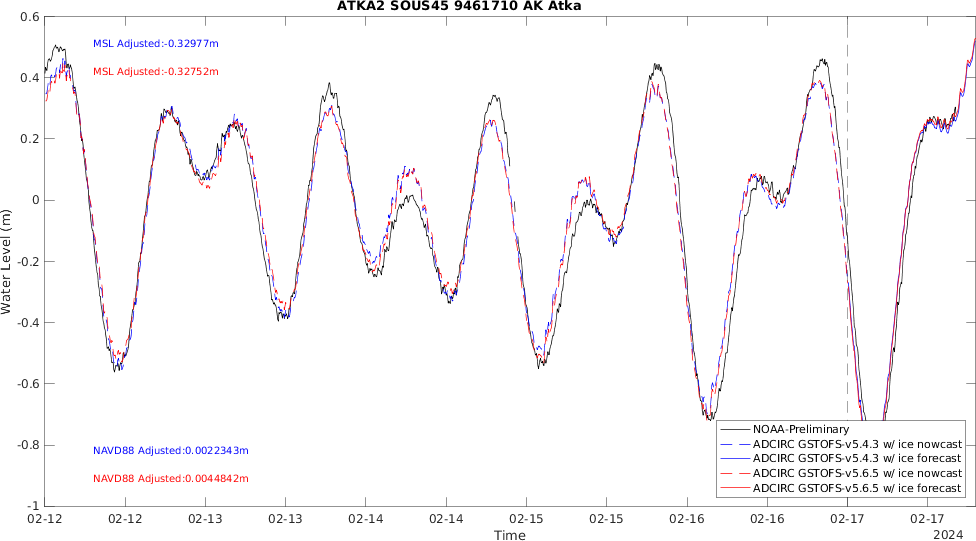 ATKA2 SOUS45 9461710 AK Atka
0.6
0.4
0.2
0
-0.2
-0.4
-0.6
-0.8
-1
Water Level (m)
MSL Adjusted:-0.32977m
MSL Adjusted:-0.32752m
NAVD88 Adjusted:0.0022343m
NAVD88 Adjusted:0.0044842m
NOAA-Preliminary
ADCIRC GSTOFS-v5.4.3 w/ ice nowcast
ADCIRC GSTOFS-v5.4.3 w/ ice forecast
ADCIRC GSTOFS-v5.6.5 w/ ice nowcast
ADCIRC GSTOFS-v5.6.5 w/ ice forecast
02-12 02-12 02-13 02-13 02-14 02-14 02-15 02-15 02-16 02-16 02-17 02-17
2024
Time